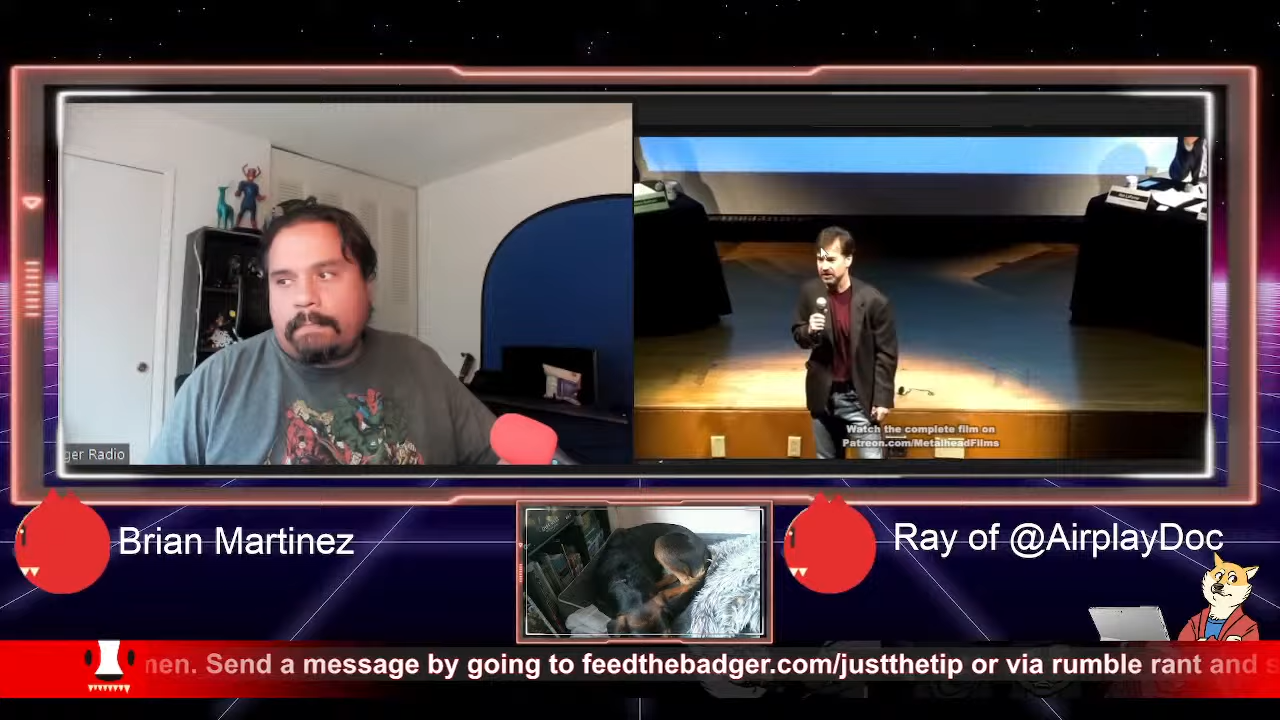 Watch the complete film on
Patreon.com/MetalheadFilms
ger Radio
Brian Martinez
Ray of @AirplayDoc
men. Send a message by going to feedthebadger.com/justthetip or via rumble rant and s